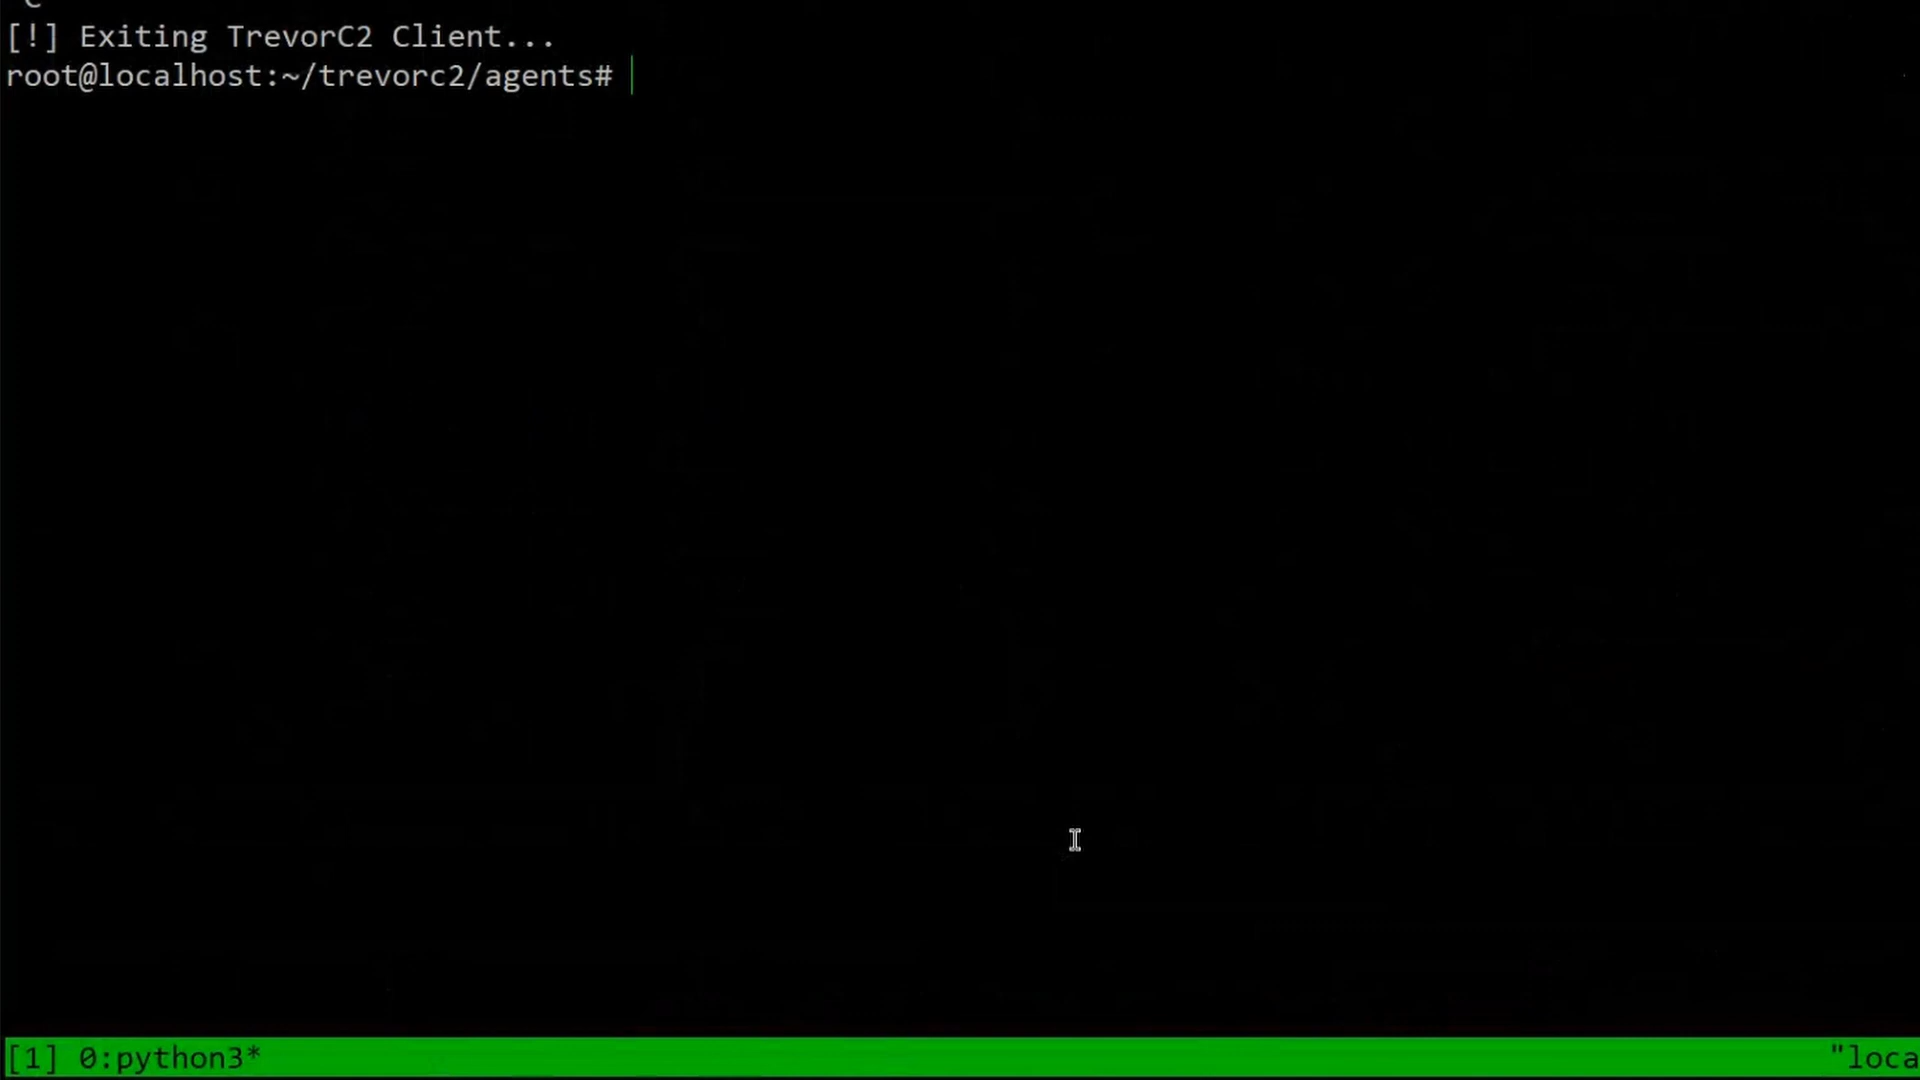 [!] Exiting TrevorC2 Client...
root@localhost:~/trevorc2/agents#
[1] 0:python3* "loca